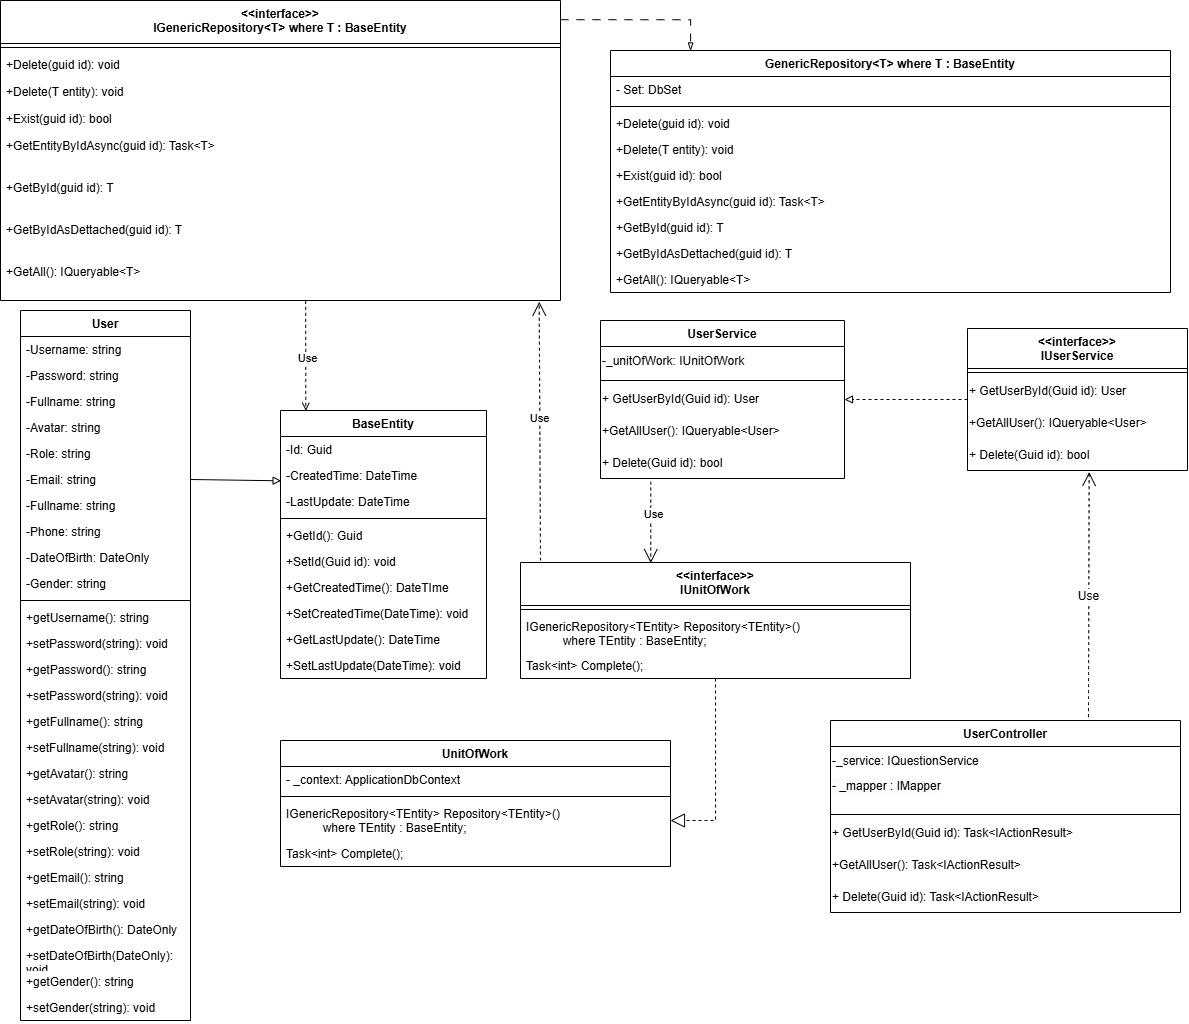 <<interface>>
IGenericRepository<T> where T : BaseEntity
+Delete(guid id): void
+Delete(T entity): void
+Exist(guid id): bool
+GetEntityByIdAsync(guid id): Task<T>
+GetById(guid id): T
+GetByIdAsDettached(guid id): T
+GetAll(): IQueryable<T>
GenericRepository<T> where T : BaseEntity
- Set: DbSet
+Delete(guid id): void
+Delete(T entity): void
+Exist(guid id): bool
+GetEntityByIdAsync(guid id): Task<T>
+GetById(guid id): T
+GetByIdAsDettached(guid id): T
+GetAll(): IQueryable<T>
User
-Username: string
-Password: string
-Fullname: string
-Avatar: string
-Role: string
-Email: string
-Fullname: string
-Phone: string
-DateOfBirth: DateOnly
-Gender: string
+getUsername(): string
+setPassword(string): void
+getPassword(): string
+setPassword(string): void
+getFullname(): string
+setFullname(string): void
+getAvatar(): string
+setAvatar(string): void
+getRole(): string
+setRole(string): void
+getEmail(): string
+setEmail(string): void
+getDateOfBirth(): DateOnly
+setDateOfBirth(DateOnly):
void
+getGender(): string
+setGender(string): void
Use
BaseEntity
-Id: Guid
-CreatedTime: DateTime
-LastUpdate: DateTime
+GetId(): Guid
+SetId(Guid id): void
+GetCreatedTime(): DateTIme
+SetCreatedTime(DateTime): void
+GetLastUpdate(): DateTime
+SetLastUpdate(DateTime): void
Use
UserService
-_unitOfWork: IUnitOfWork
+ GetUserById(Guid id): User
+GetAllUser(): IQueryable<User>
+ Delete(Guid id): bool
<<interface>>
IUserService
+ GetUserById(Guid id): User
+GetAllUser(): IQueryable<User>
+ Delete(Guid id): bool
Use
<<interface>>
IUnitOfWork
IGenericRepository<TEntity> Repository<TEntity>()
where TEntity : BaseEntity;
Task<int> Complete();
Use
UnitOfWork
- _context: ApplicationDbContext
IGenericRepository<TEntity> Repository<TEntity>()
where TEntity : BaseEntity;
Task<int> Complete();
UserController
-_service: IQuestionService
- _mapper : IMapper
+ GetUserById(Guid id): Task<IActionResult>
+GetAllUser(): Task<IActionResult>
+ Delete(Guid id): Task<IActionResult>